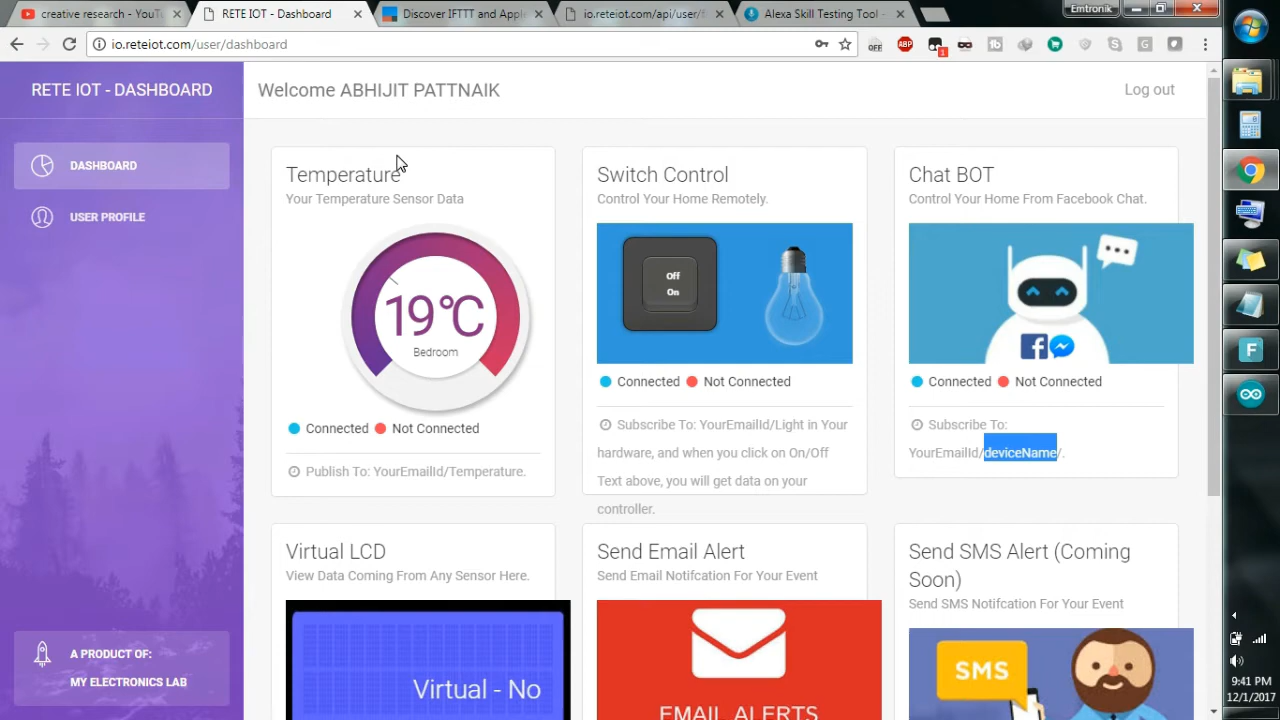 creative research - YouT
RETE IOT - Dashboard
Discover IFTTT and Apple
io.reteiot.com/api/user/t
Alexa Skill Testing Tool -
Emtronik
io.reteiot.com/user/dashboard
OFF
ABP
1
RETE IOT - DASHBOARD
Welcome ABHIJIT PATTNAIK
Log out
DASHBOARD
USER PROFILE
Temperature
Your Temperature Sensor Data
19°C
Bedroom
Connected
Not Connected
Publish To: YourEmailId/Temperature.
Switch Control
Control Your Home Remotely.
Off
On
Connected
Not Connected
Subscribe To: YourEmailId/Light in Your
hardware, and when you click on On/Off
Text above, you will get data on your
controller.
Chat BOT
Control Your Home From Facebook Chat.
Connected
Not Connected
Subscribe To:
YourEmailId/deviceName/.
Virtual LCD
View Data Coming From Any Sensor Here.
Virtual - No
Send Email Alert
Send Email Notifcation For Your Event
EMAIL ALERTS
Send SMS Alert (Coming
Soon)
Send SMS Notifcation For Your Event
SMS
A PRODUCT OF:
MY ELECTRONICS LAB
9:41 PM
12/1/2017